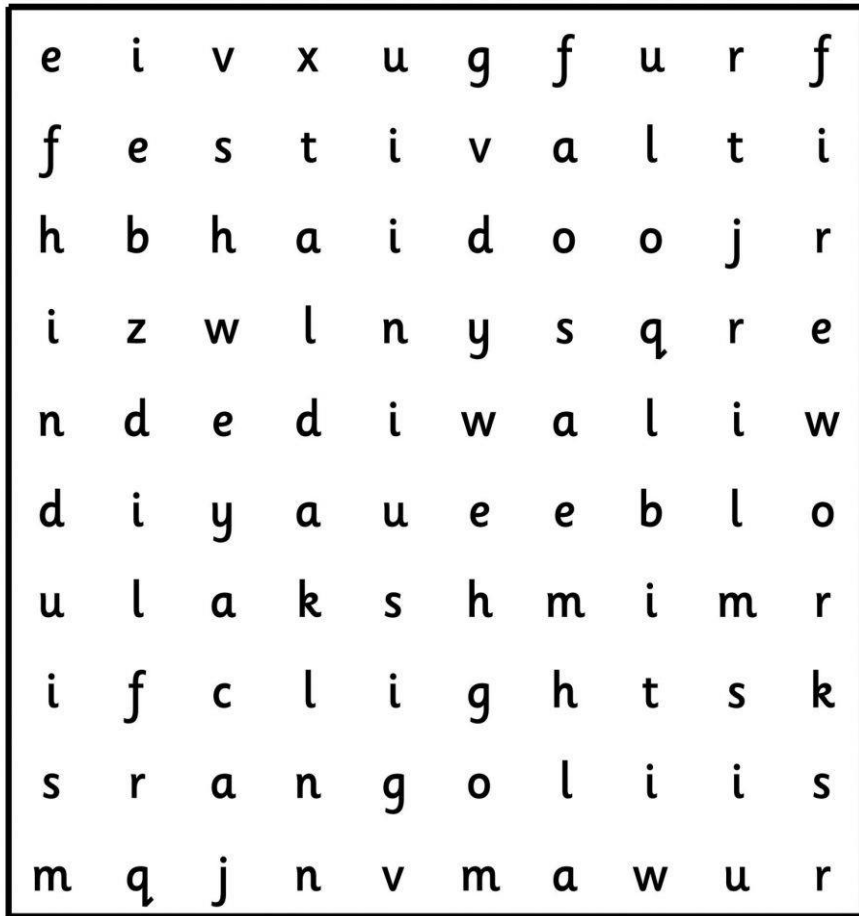 e i v x u g f u r f
f e s t i v a l t i
h b h a i d o o j r
i z w l n y s q r e
n d e d i w a l i w
d i y a u e e b l o
u l a k s h m i m r
i f c l i g h t s k
s r a n g o l i i s
m q j n v m a w u r